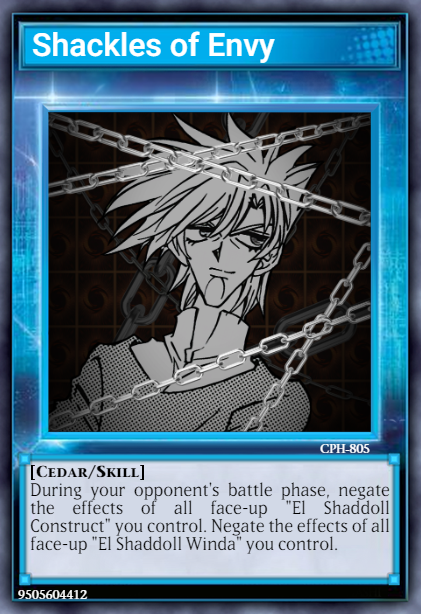 Shackles of Envy
CPH-805
[Cedar/Skill]
During your opponent's battle phase, negate
the effects of all face-up "El Shaddoll
Construct" you control. Negate the effects of all
face-up "El Shaddoll Winda" you control.
9505604412